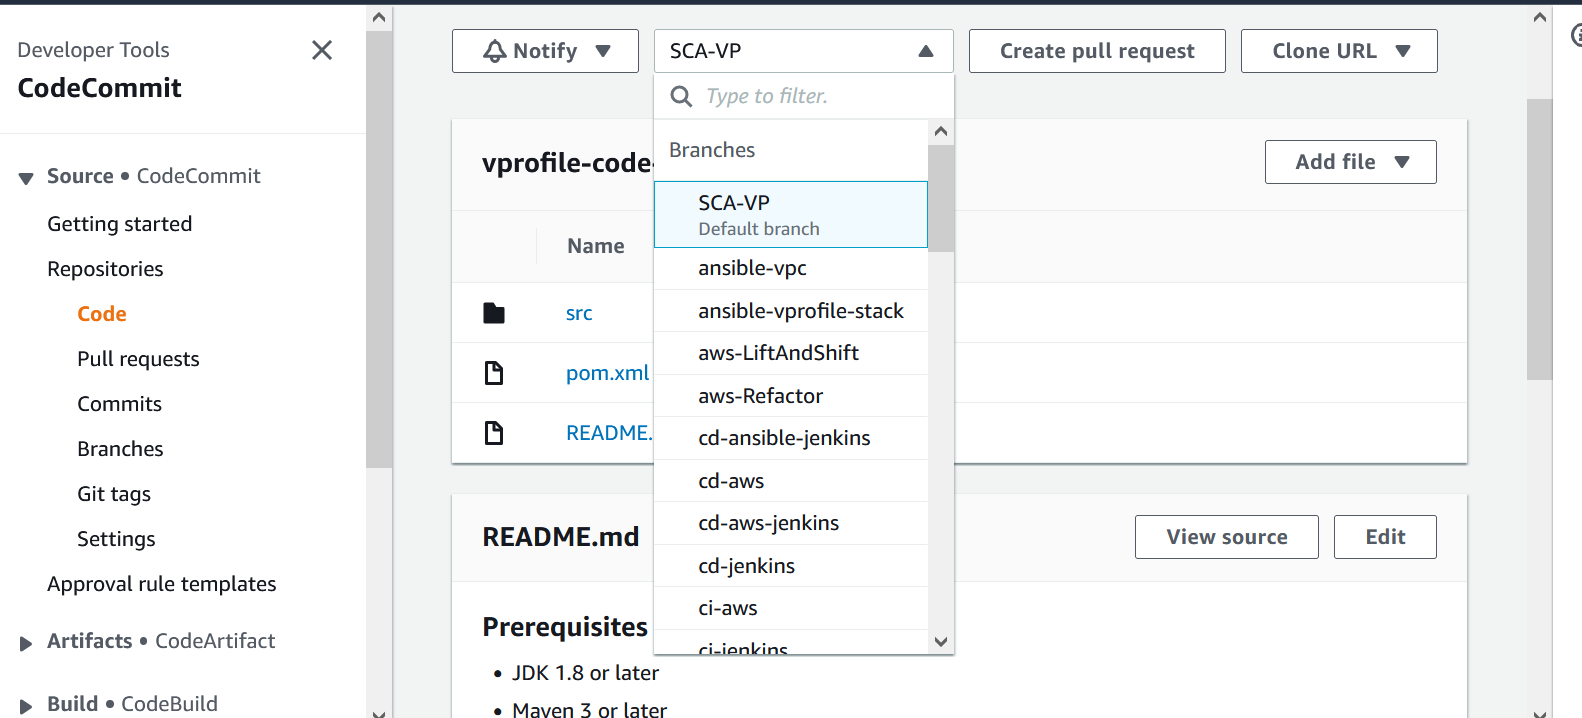 Developer Tools
CodeCommit
Source • CodeCommit
Getting started
Repositories
Code
Pull requests
Commits
Branches
Git tags
Settings
Approval rule templates
Artifacts • CodeArtifact
Build • CodeBuild
Notify
SCA-VP
Create pull request
Clone URL
Type to filter.
Branches
SCA-VP
Default branch
ansible-vpc
ansible-vprofile-stack
aws-LiftAndShift
aws-Refactor
cd-ansible-jenkins
cd-aws
cd-aws-jenkins
cd-jenkins
ci-aws
ci-jenkins
vprofile-code-
Add file
Name
src
pom.xml
README.
README.md
View source
Edit
Prerequisites
• JDK 1.8 or later
• Maven 3 or later